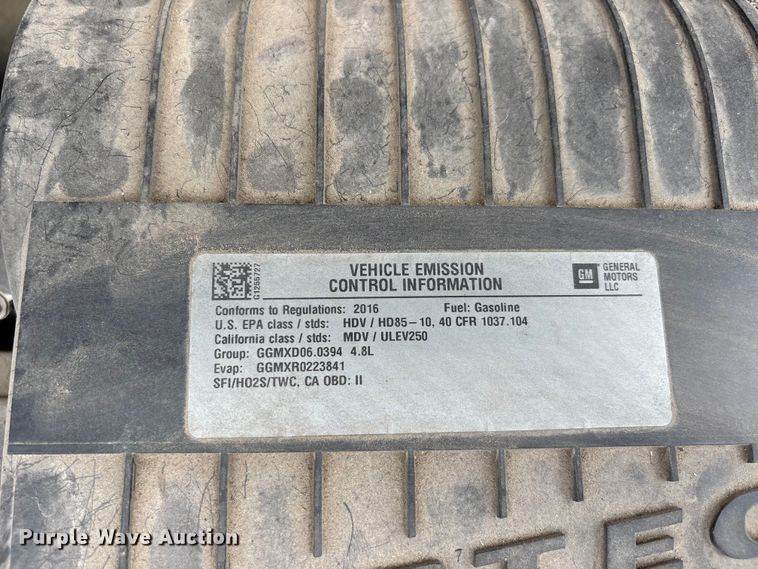 VEHICLE EMISSION
CONTROL INFORMATION
GM
GENERAL
MOTORS
LLC
G1255727
Conforms to Regulations: 2016 Fuel: Gasoline
U.S. EPA class / stds: HDV / HD85-10, 40 CFR 1037.104
California class / stds: MDV / ULEV250
Group: GGMXD06.0394 4.8L
Evap: GGMXR0223841
SFI/HO2S/TWC, CA OBD: II
TEC
Purple Wave Auction